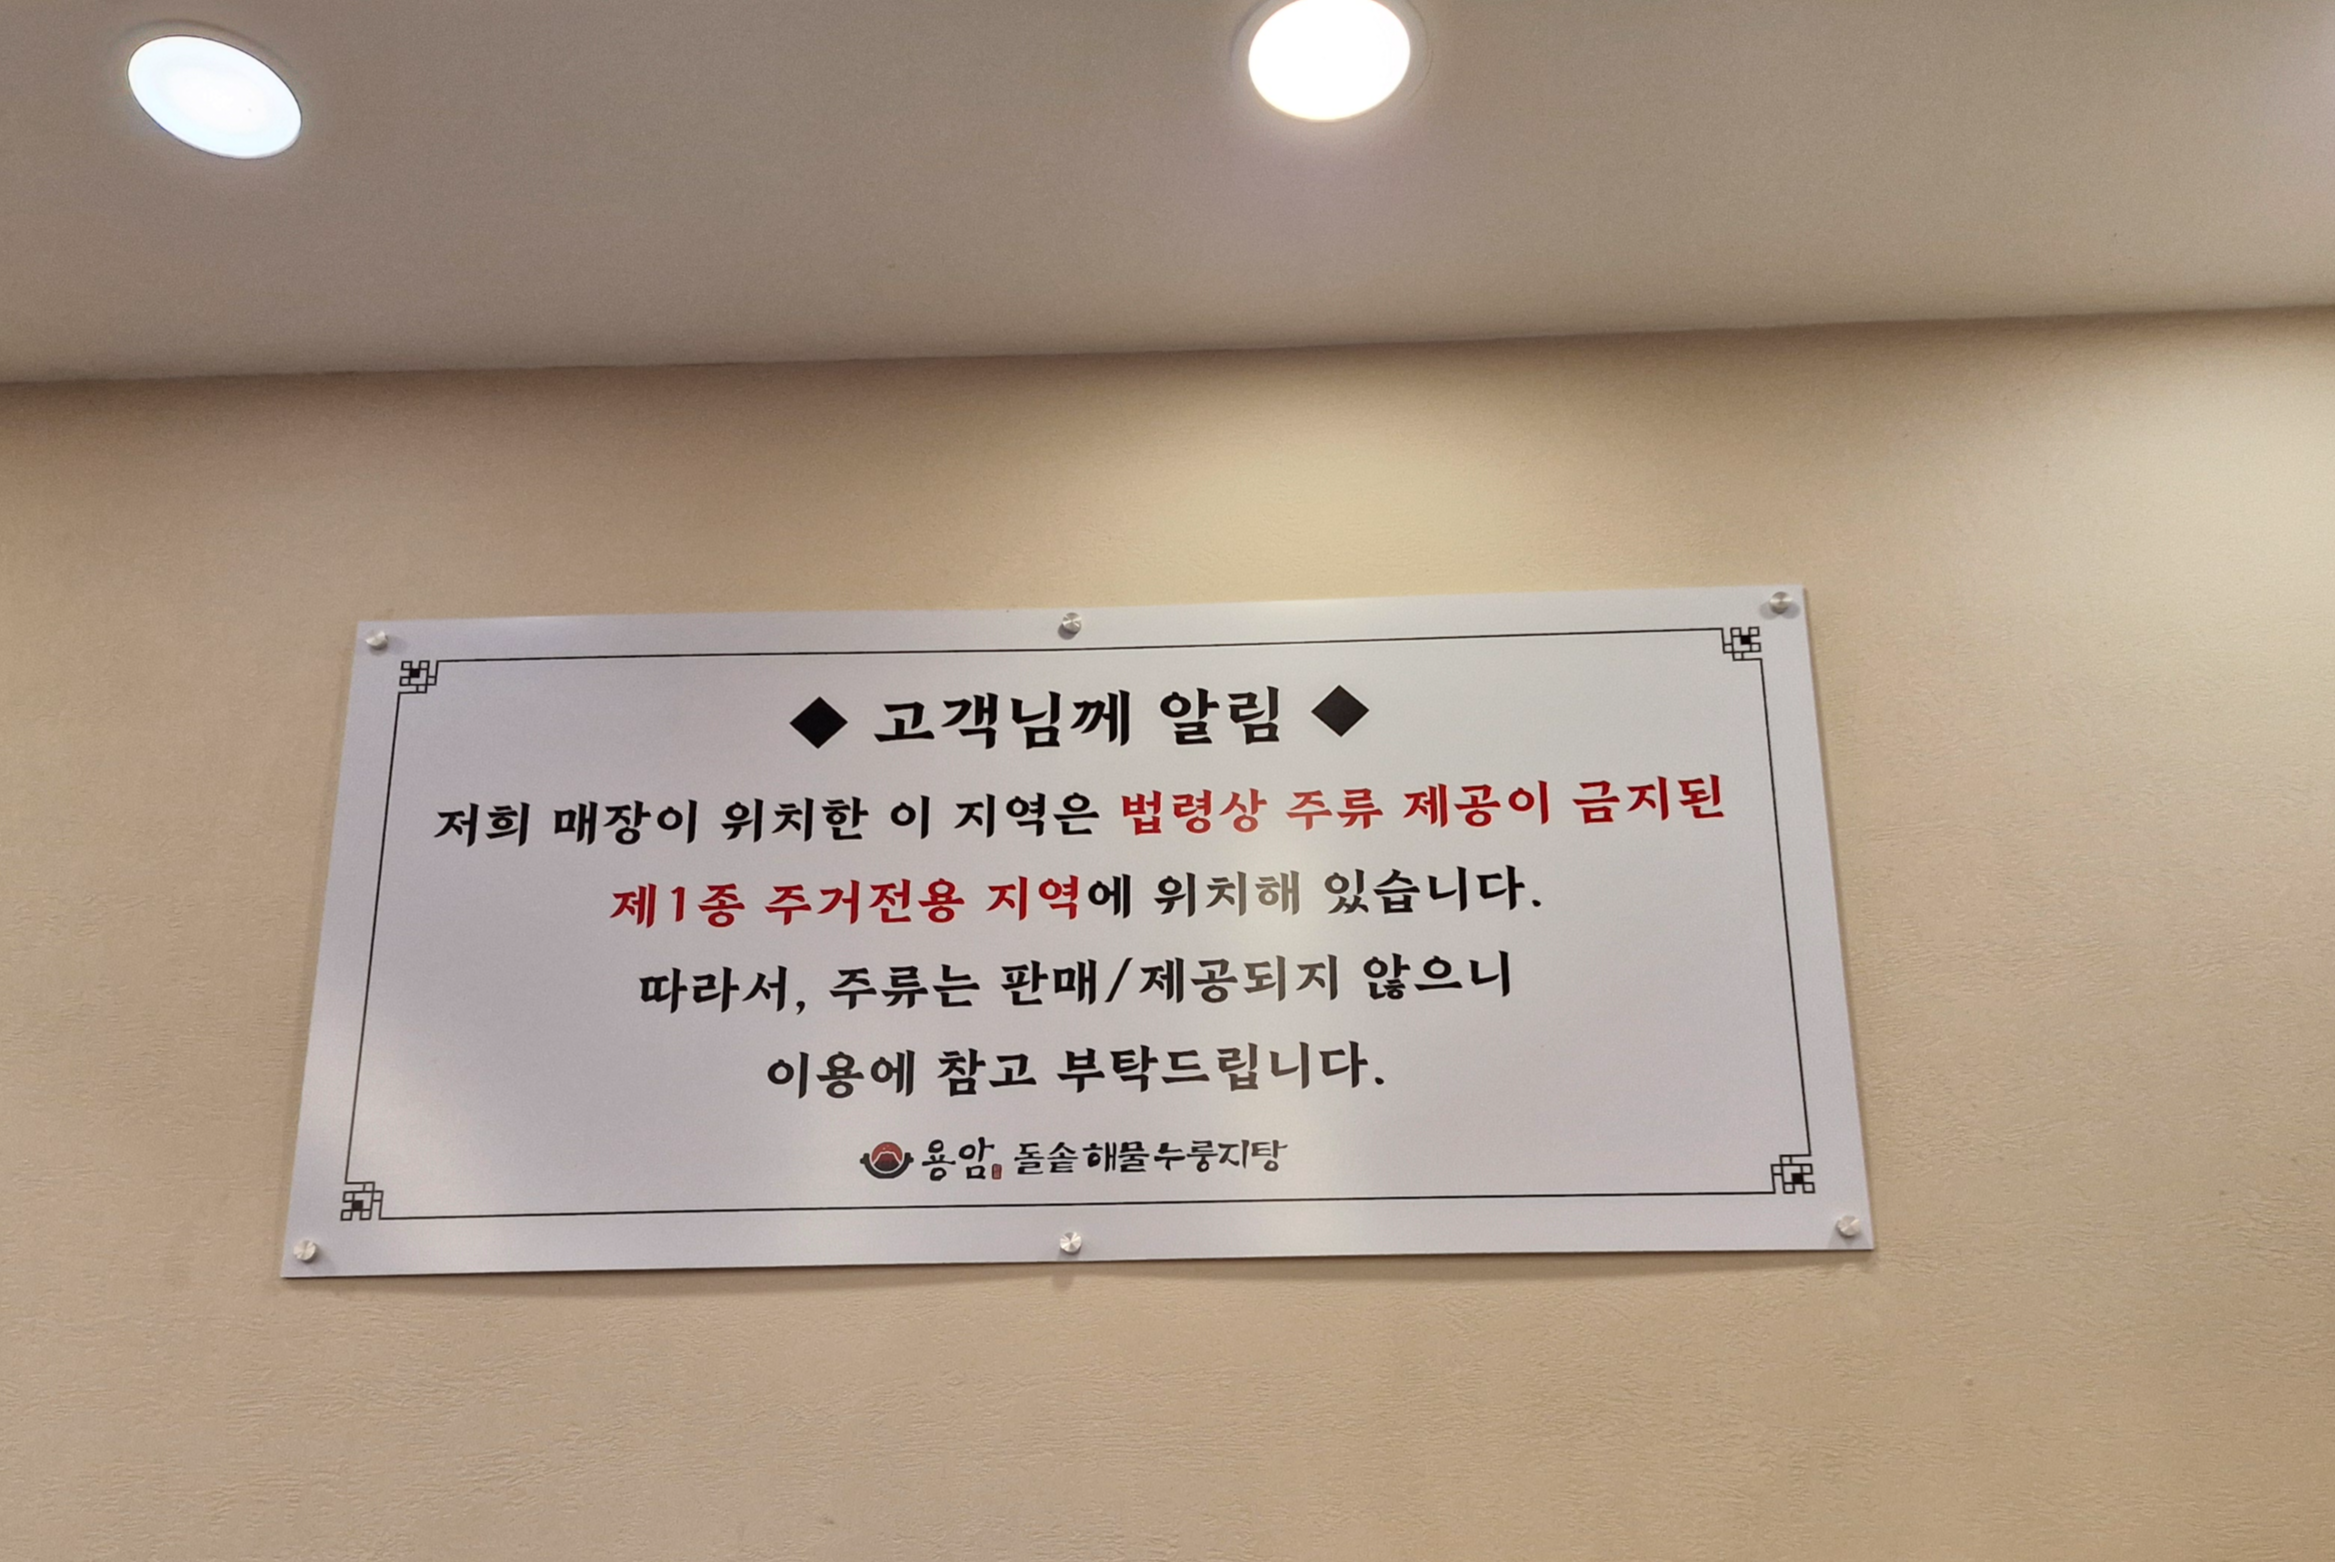 ◆ 고객님께 알림 ◆
저희 매장이 위치한 이 지역은 법령상 주류 제공이 금지된
제1종 주거전용 지역에 위치해 있습니다.
따라서, 주류는 판매/제공되지 않으니
이용에 참고 부탁드립니다.
용암 돌솥해물누룽지탕